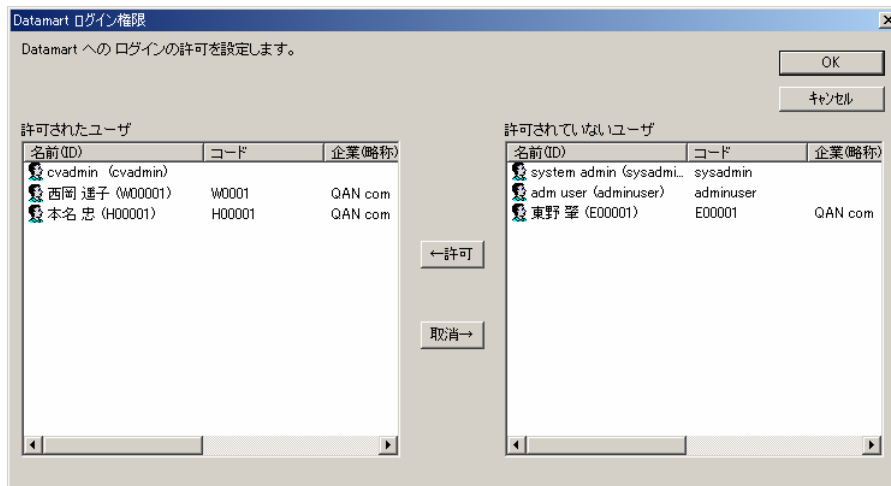 Datamart ログイン権限
Datamart への ログインの許可を設定します。
OK
キャンセル
許可されたユーザ
名前(ID) コード 企業(略称)
cvadmin (cvadmin)
西岡 遥子 (W00001) W0001 QAN com
本名 忠 (H00001) H00001 QAN com
←許可
取消→
許可されていないユーザ
名前(ID) コード 企業(略称)
system admin (sysadmi... sysadmin
adm user (adminuser) adminuser
東野 肇 (E00001) E00001 QAN com